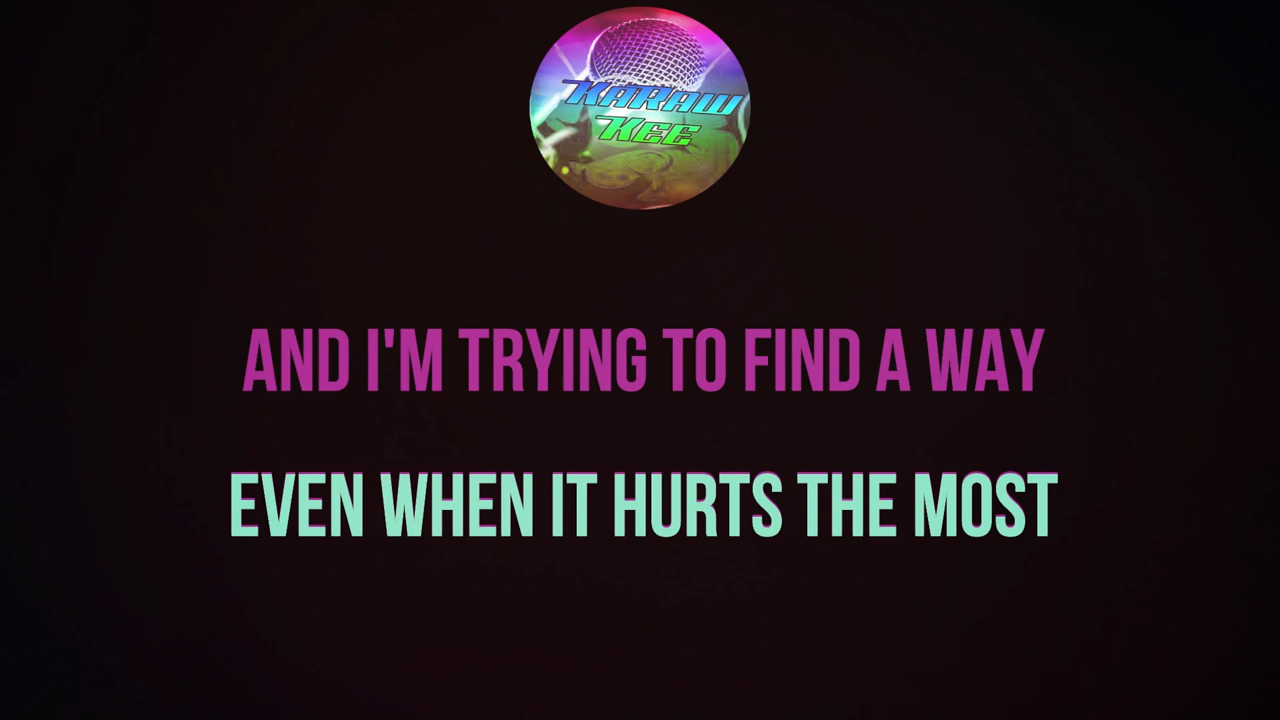 KARAW
KEE
AND I'M TRYING TO FIND A WAY
EVEN WHEN IT HURTS THE MOST